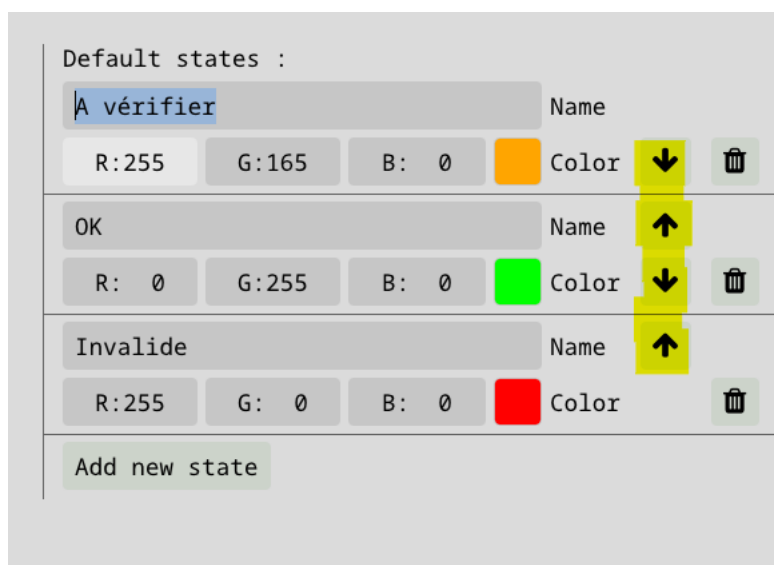 Default states :
A vérifier Name
R:255 G:165 B: 0 Color
OK Name
R: 0 G:255 B: 0 Color
Invalide Name
R:255 G: 0 B: 0 Color
Add new state